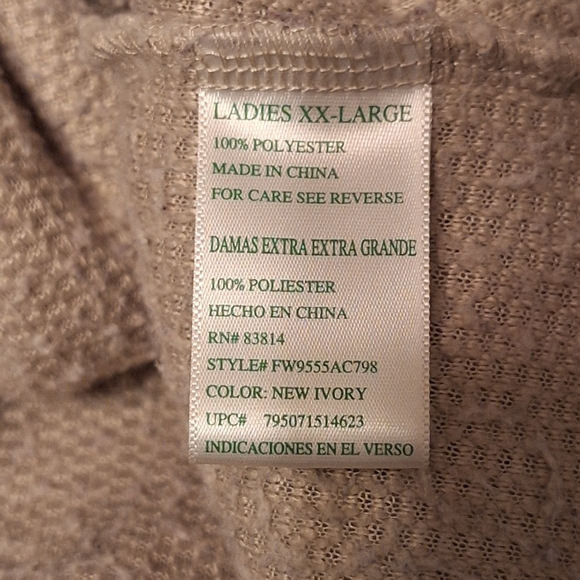 LADIES XX-LARGE
100% POLYESTER
MADE IN CHINA
FOR CARE SEE REVERSE
DAMAS EXTRA EXTRA GRANDE
100% POLIESTER
HECHO EN CHINA
RN# 83814
STYLE# FW9555AC798
COLOR: NEW IVORY
UPC# 795071514623
INDICACIONES EN EL VERSO